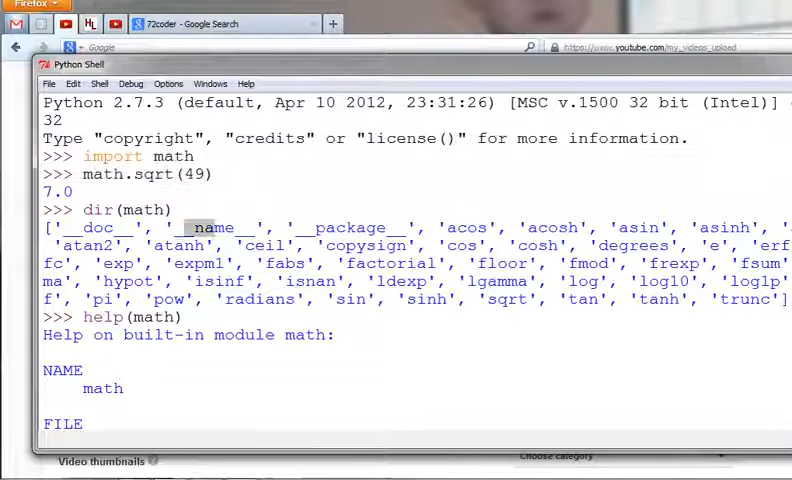 Firefox
72coder - Google Search
Google
https://www.youtube.com/my_videos_upload
Python Shell
File Edit Shell Debug Options Windows Help
Python 2.7.3 (default, Apr 10 2012, 23:31:26) [MSC v.1500 32 bit (Intel)]
32
Type "copyright", "credits" or "license()" for more information.
>>> import math
>>> math.sqrt(49)
7.0
>>> dir(math)
['__doc__', '__name__', '__package__', 'acos', 'acosh', 'asin', 'asinh', '
'atan2', 'atanh', 'ceil', 'copysign', 'cos', 'cosh', 'degrees', 'e', 'erf
fc', 'exp', 'expm1', 'fabs', 'factorial', 'floor', 'fmod', 'frexp', 'fsum
ma', 'hypot', 'isinf', 'isnan', 'ldexp', 'lgamma', 'log', 'log10', 'log1p
f', 'pi', 'pow', 'radians', 'sin', 'sinh', 'sqrt', 'tan', 'tanh', 'trunc']
>>> help(math)
Help on built-in module math:
NAME
math
FILE
Video thumbnails
Choose category